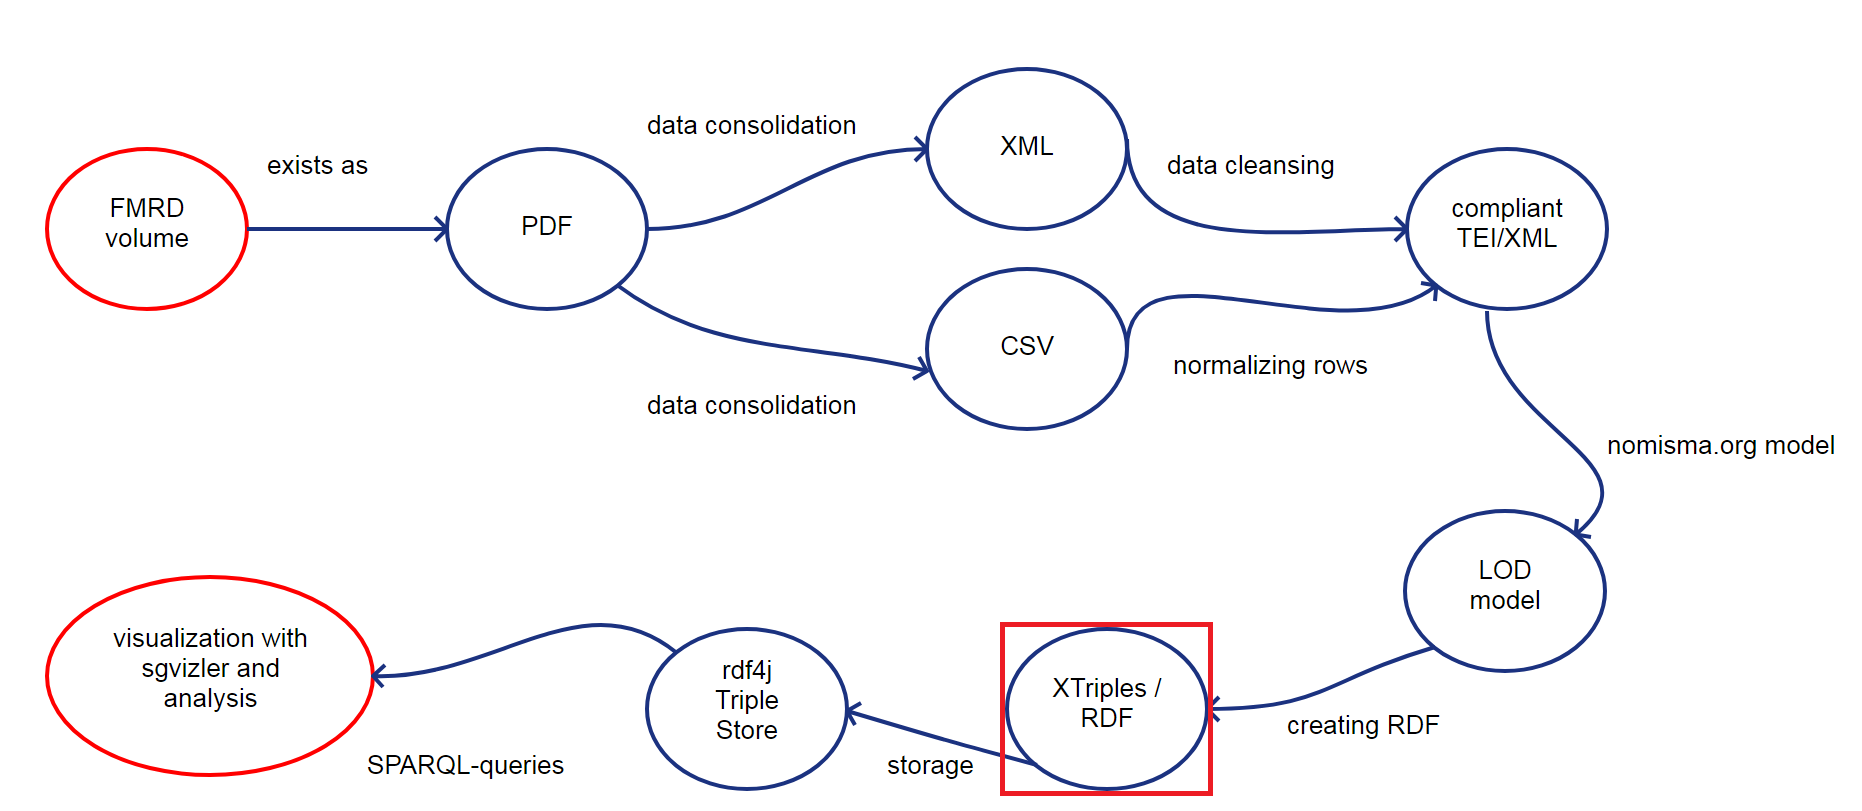 FMRD
volume
exists as
PDF
data consolidation
XML
data cleansing
compliant
TEI/XML
data consolidation
CSV
normalizing rows
nomisma.org model
LOD
model
creating RDF
XTriples /
RDF
storage
rdf4j
Triple
Store
SPARQL-queries
visualization with
sgvizler and
analysis